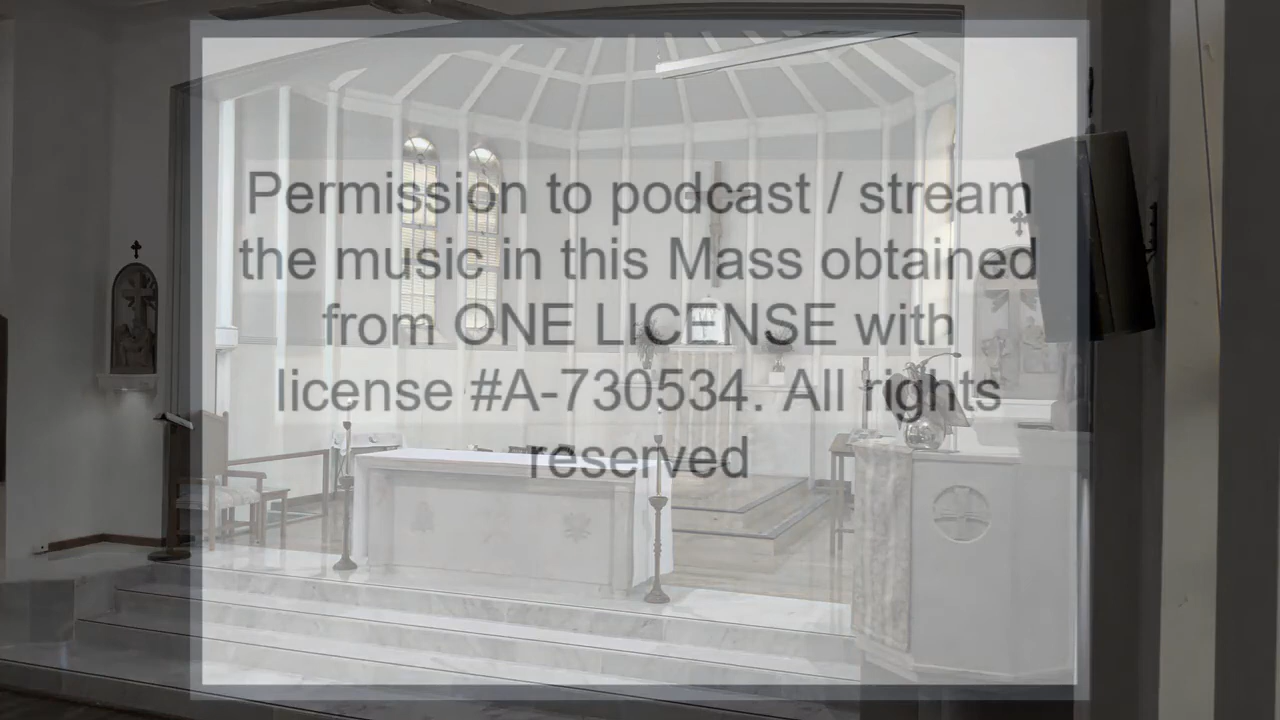 Permission to podcast / stream
the music in this Mass obtained
from ONE LICENSE with
license #A-730534. All rights
reserved